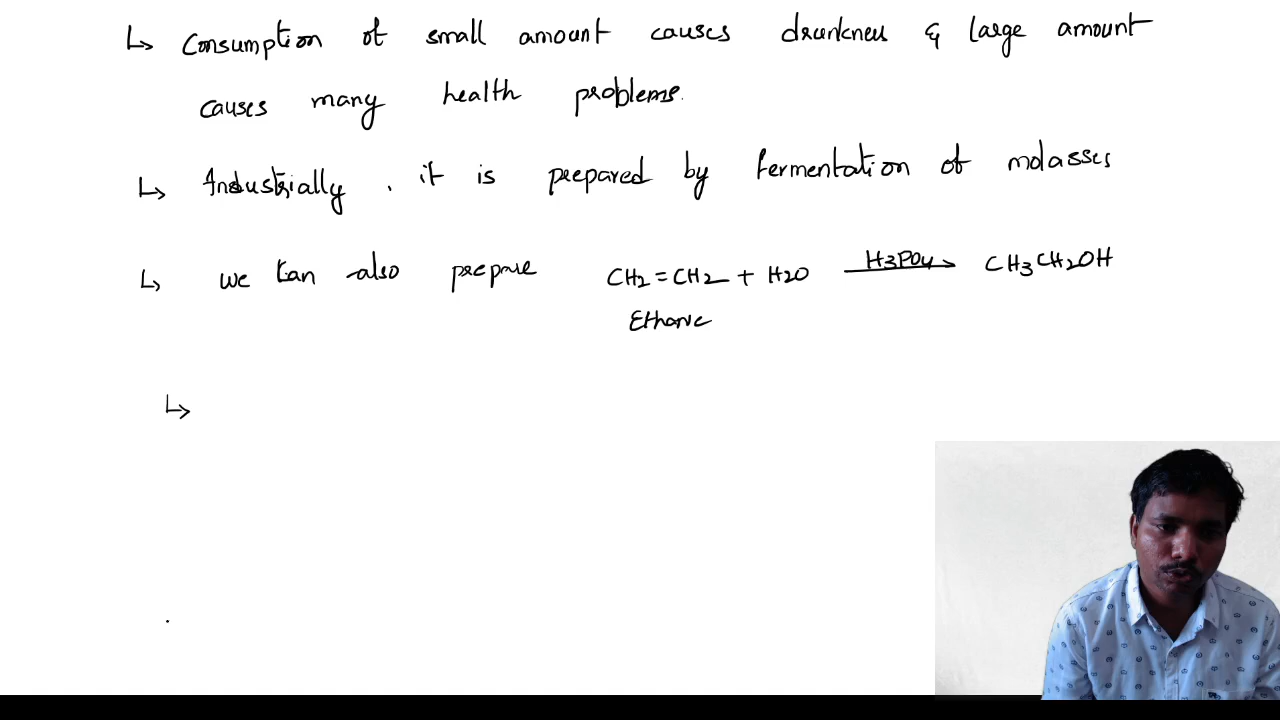 ↳ Consumption of small amount causes drunknes & large amount
causes many health problems.
↳ Industrially, it is prepared by fermentation of molasses
↳ we can also prepare CH2=CH2 + H2O H3PO4→ CH3CH2OH
Ethane
↳